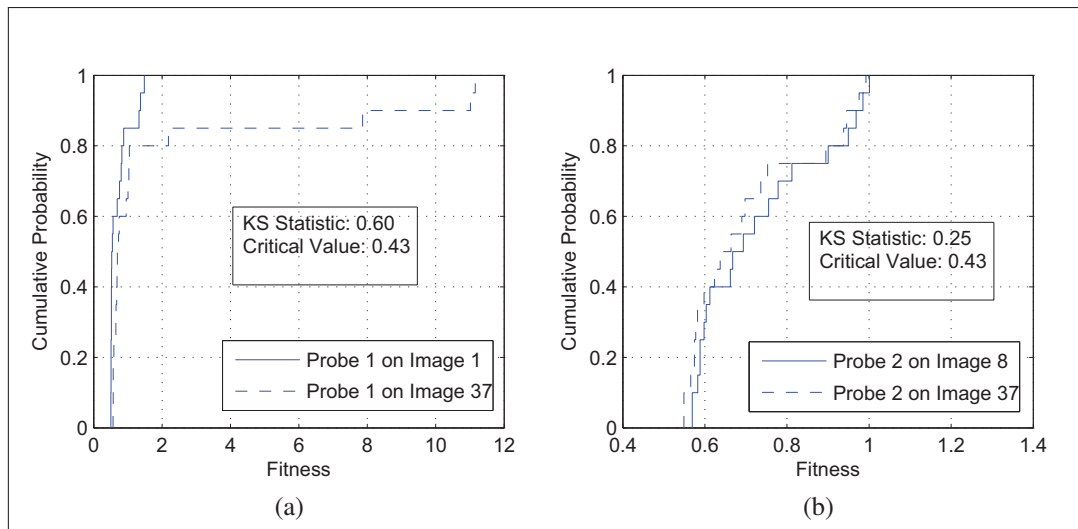 1
0.8
0.6
0.4
0.2
0
Cumulative Probability
KS Statistic: 0.60
Critical Value: 0.43
Probe 1 on Image 1
Probe 1 on Image 37
0 2 4 6 8 10 12
Fitness
(a)
1
0.8
0.6
0.4
0.2
0
Cumulative Probability
KS Statistic: 0.25
Critical Value: 0.43
Probe 2 on Image 8
Probe 2 on Image 37
0.4 0.6 0.8 1 1.2 1.4
Fitness
(b)